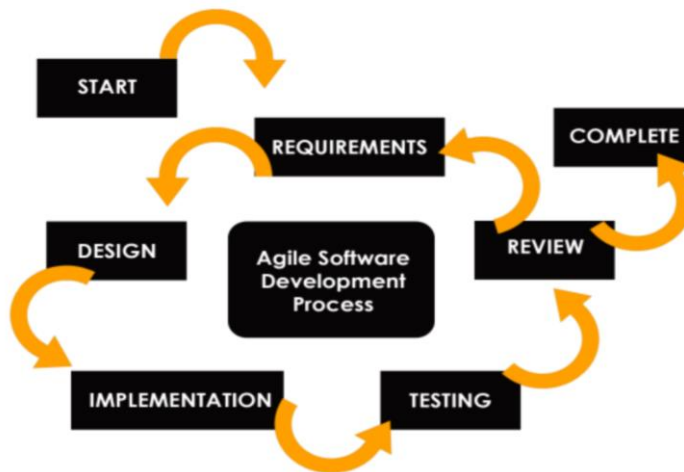 START
REQUIREMENTS
COMPLETE
DESIGN
Agile Software
Development
Process
REVIEW
IMPLEMENTATION
TESTING